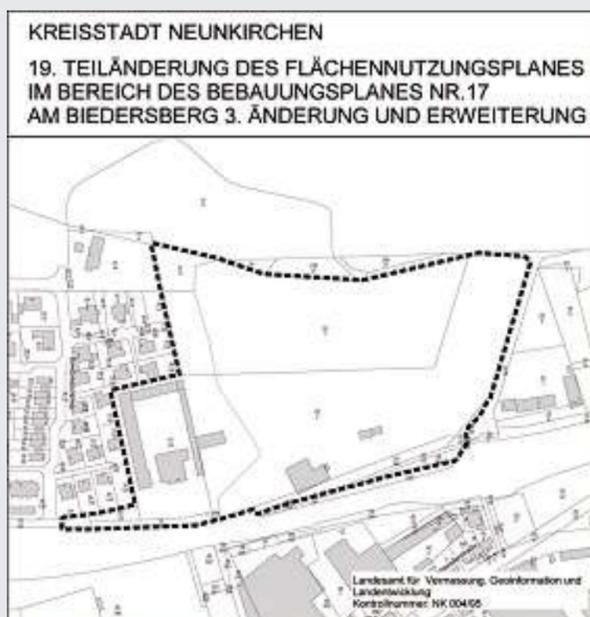 KREISSTADT NEUNKIRCHEN
19. TEILÄNDERUNG DES FLÄCHENNUTZUNGSPLANES
IM BEREICH DES BEBAUUNGSPLANES NR.17
AM BIEDERSBERG 3. ÄNDERUNG UND ERWEITERUNG
Landesamt für Vermessung, Geoinformation und
Landentwicklung
Kontrollnummer: NK 004/05